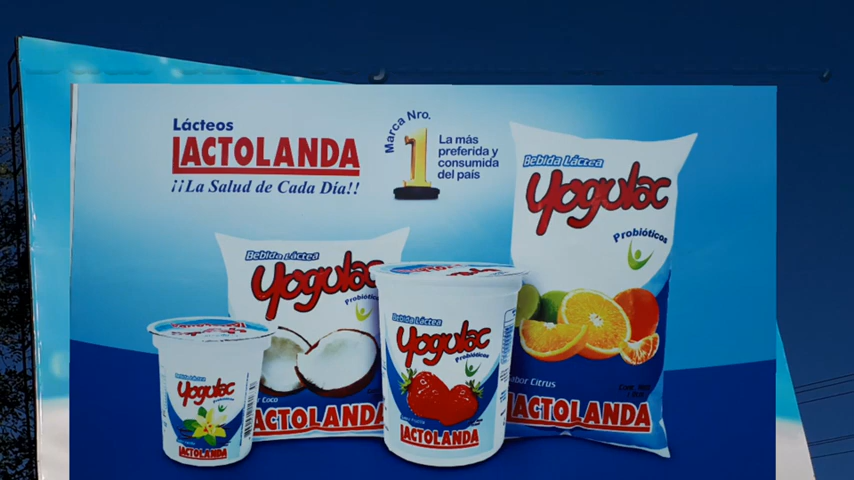 Lácteos
LACTOLANDA
¡¡La Salud de Cada Día!!
Marca Nro.
1
La más
preferida y
consumida
del país
Bebida Láctea
Yogulac
Probióticos
Sabor Citrus
LACTOLANDA
Bebida Láctea
Yogulac
Probióticos
Coco
LACTOLANDA
Bebida Láctea
Yogulac
Probióticos
LACTOLANDA
Bebida Láctea
Yogulac
Probióticos
LACTOLANDA